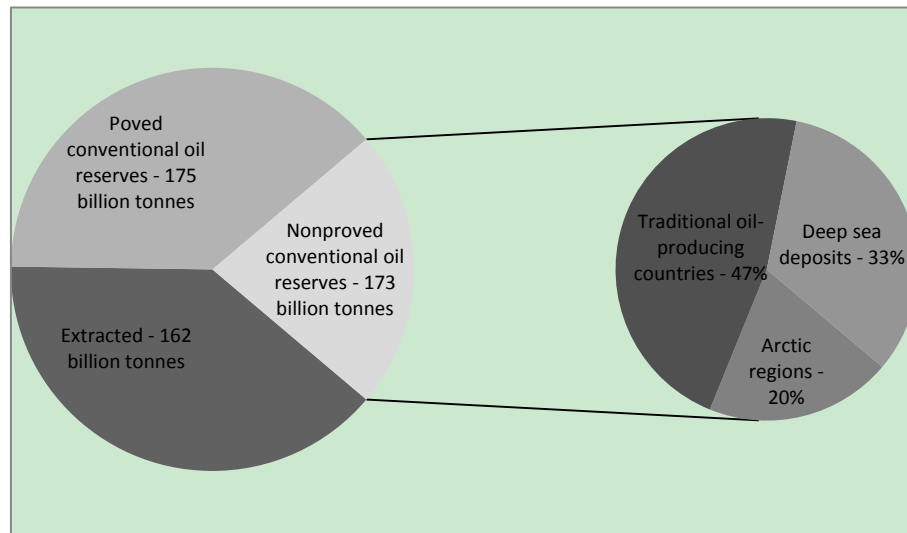 Poved
conventional oil
reserves - 175
billion tonnes
Nonproved
conventional oil
reserves - 173
billion tonnes
Extracted - 162
billion tonnes
Traditional oil-
producing
countries - 47%
Deep sea
deposits - 33%
Arctic
regions -
20%